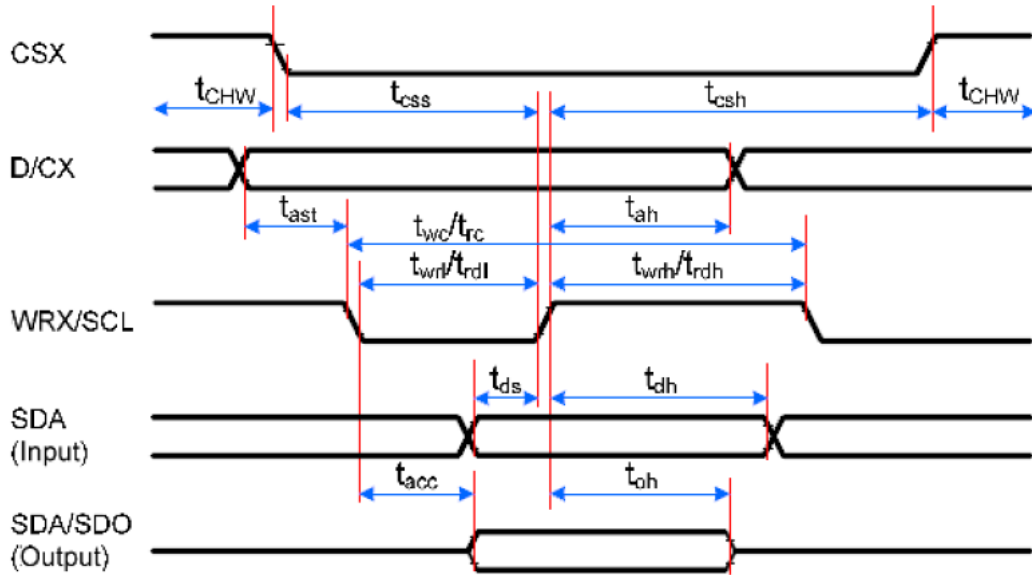 CSX
tCHW
tcss
tcsh
tCHW
D/CX
tast
tah
twc/trc
twrl/trdl
twrh/trdh
WRX/SCL
tds
tdh
SDA
(Input)
tacc
toh
SDA/SDO
(Output)